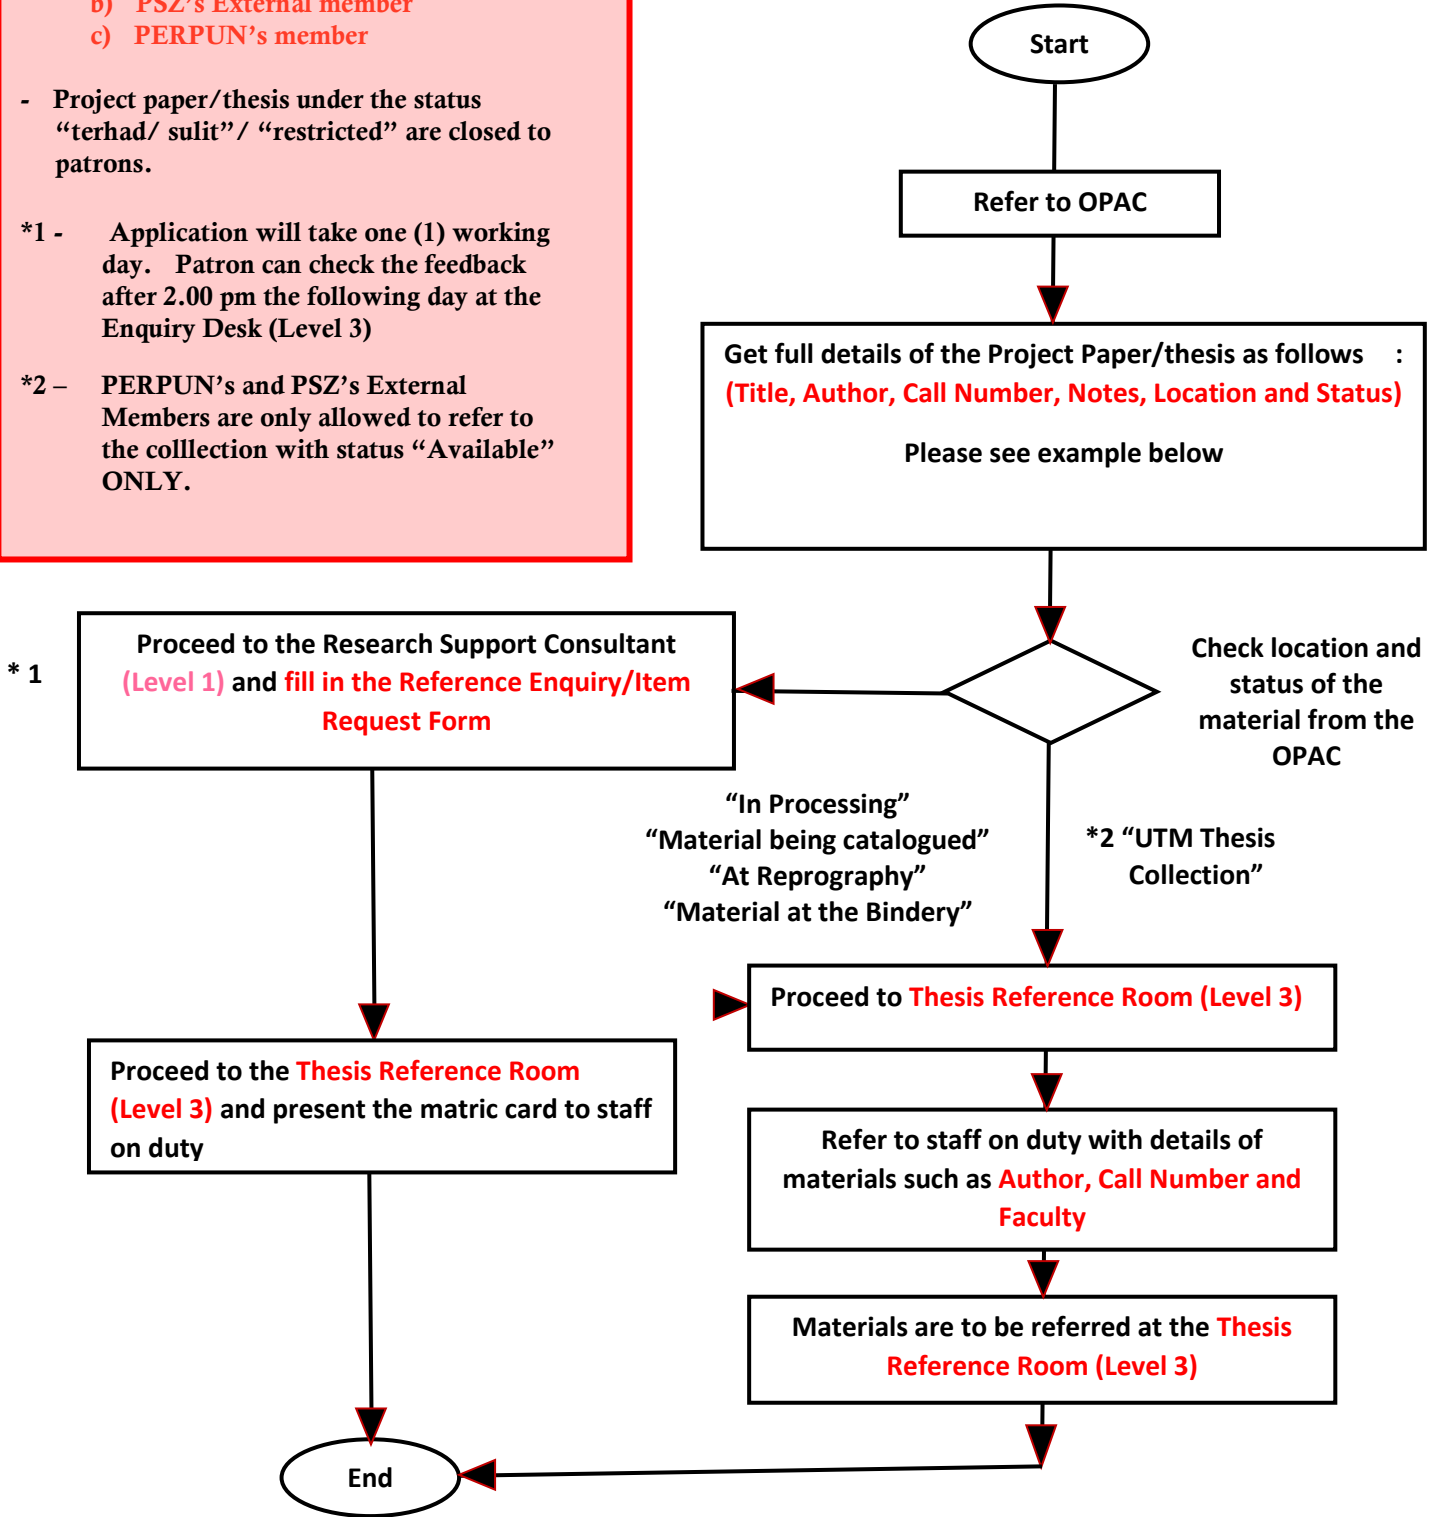 b) PSZ's External member
c) PERPUN's member
- Project paper/thesis under the status
“terhad/ sulit”/ “restricted” are closed to
patrons.
*1 - Application will take one (1) working
day. Patron can check the feedback
after 2.00 pm the following day at the
Enquiry Desk (Level 3)
*2 – PERPUN's and PSZ's External
Members are only allowed to refer to
the colllection with status “Available”
ONLY.
Start
Refer to OPAC
Get full details of the Project Paper/thesis as follows :
(Title, Author, Call Number, Notes, Location and Status)
Please see example below
Check location and
status of the
material from the
OPAC
* 1
Proceed to the Research Support Consultant
(Level 1) and fill in the Reference Enquiry/Item
Request Form
“In Processing”
“Material being catalogued”
“At Reprography”
“Material at the Bindery”
*2 “UTM Thesis
Collection”
Proceed to Thesis Reference Room (Level 3)
Proceed to the Thesis Reference Room
(Level 3) and present the matric card to staff
on duty
Refer to staff on duty with details of
materials such as Author, Call Number and
Faculty
Materials are to be referred at the Thesis
Reference Room (Level 3)
End